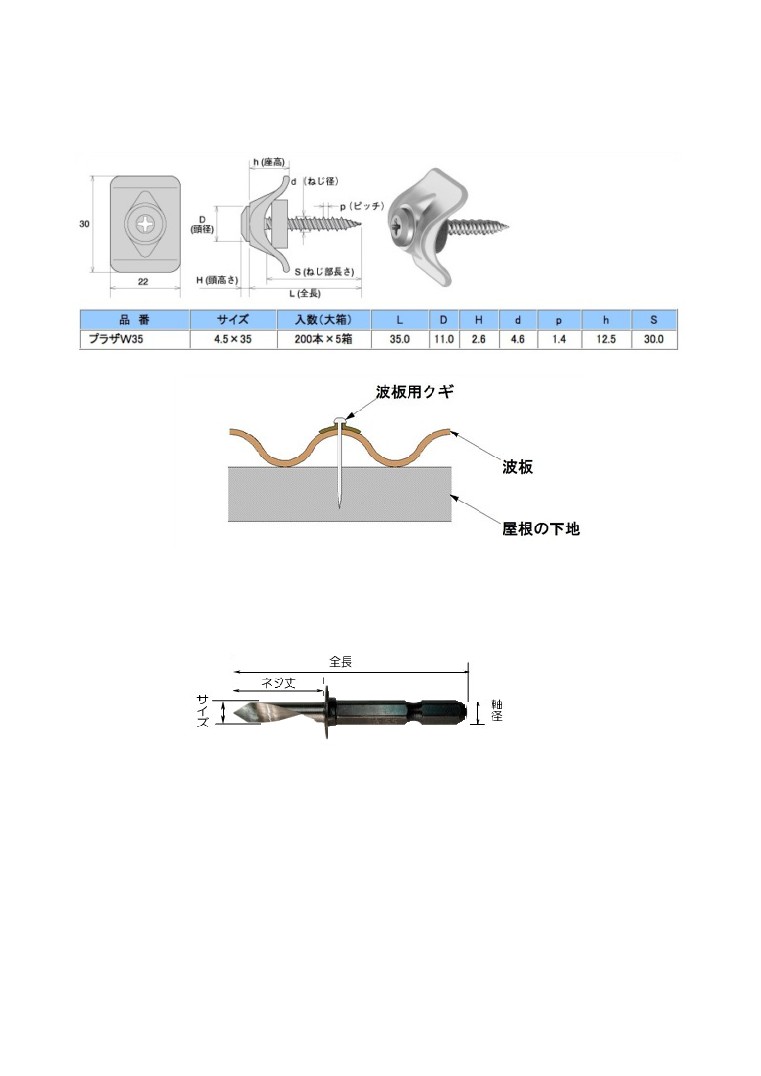 h (座高)
d (ねじ径)
p (ピッチ)
30
D
(頭径)
S (ねじ部長さ)
22
H (頭高さ)
L (全長)
品 番 サイズ 入数(大箱) L D H d p h S
プラザW35 4.5×35 200本×5箱 35.0 11.0 2.6 4.6 1.4 12.5 30.0
波板用クギ
波板
屋根の下地
全長
ネジ丈
サイズ
軸径